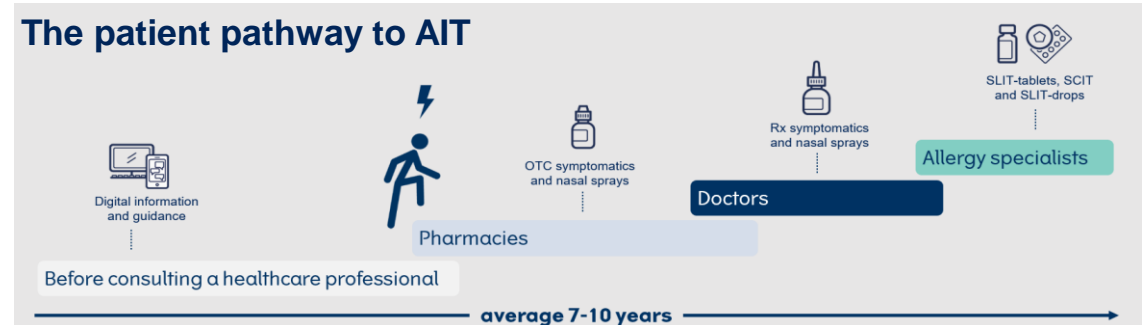 The patient pathway to AIT
SLIT-tablets, SCIT
and SLIT-drops
Rx symptomatics
and nasal sprays
Allergy specialists
OTC symptomatics
and nasal sprays
Doctors
Digital information
and guidance
Pharmacies
Before consulting a healthcare professional
average 7-10 years